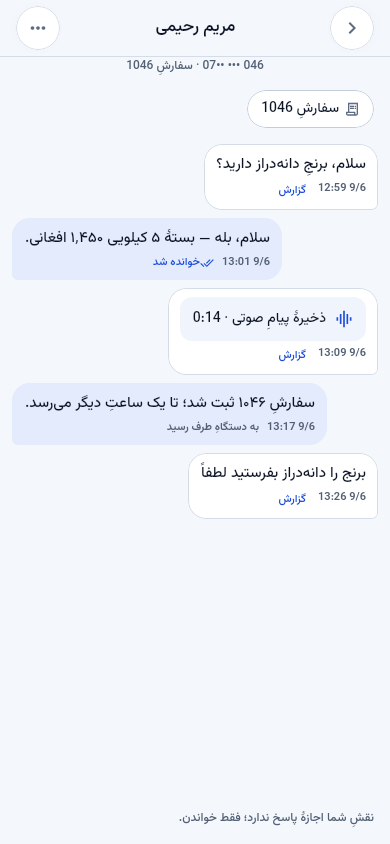 مریم رحیمی
046 ••• ••07 · سفارشِ 1046
سفارشِ 1046
سلام، برنجِ دانه‌دراز دارید؟
12:59 9/6 گزارش
سلام، بله — بستهٔ ۵ کیلویی ۱,۴۵۰ افغانی.
13:01 9/6 خوانده شد
ذخیرهٔ پیامِ صوتی · 0:14
13:09 9/6 گزارش
سفارشِ ۱۰۴۶ ثبت شد؛ تا یک ساعتِ دیگر می‌رسد.
13:17 9/6 به دستگاهِ طرف رسید
برنج را دانه‌دراز بفرستید لطفاً
13:26 9/6 گزارش
نقشِ شما اجازهٔ پاسخ ندارد؛ فقط خواندن.